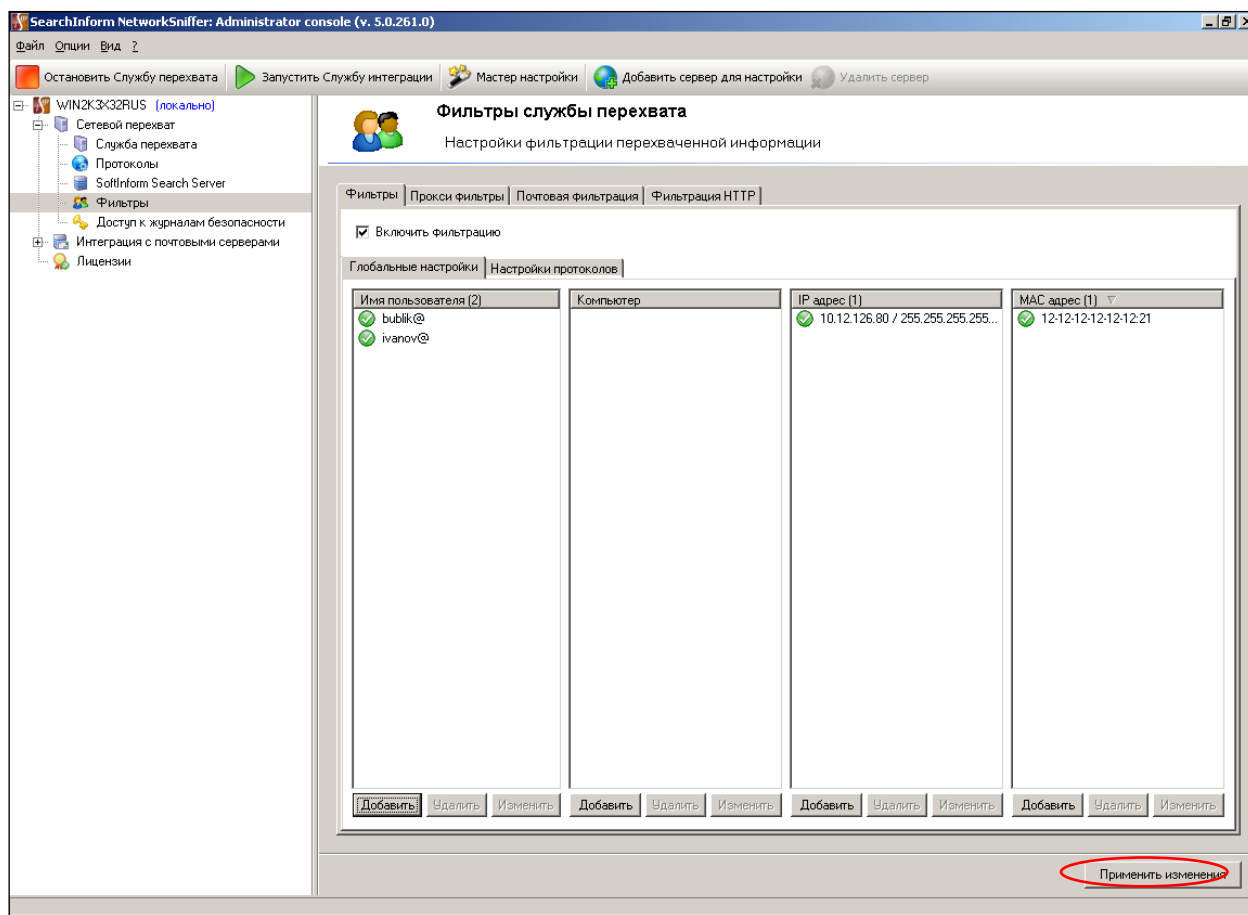 SearchInform NetworkSniffer: Administrator console (v. 5.0.261.0)
Файл Опции Вид ?
Остановить Службу перехвата Запустить Службу интеграции Мастер настройки Добавить сервер для настройки Удалить сервер
WIN2K3X32RUS (локально)
Сетевой перехват
Служба перехвата
Протоколы
SoftInform Search Server
Фильтры
Доступ к журналам безопасности
Интеграция с почтовыми серверами
Лицензии
Фильтры службы перехвата
Настройки фильтрации перехваченной информации
Фильтры Прокси фильтры Почтовая фильтрация Фильтрация HTTP
Включить фильтрацию
Глобальные настройки Настройки протоколов
Имя пользователя (2) Компьютер IP адрес (1) MAC адрес (1)
bublik@ 10.12.126.80 / 255.255.255.255... 12-12-12-12-12-12:21
ivanov@
Добавить Удалить Изменить Добавить Удалить Изменить Добавить Удалить Изменить Добавить Удалить Изменить
Применить изменения